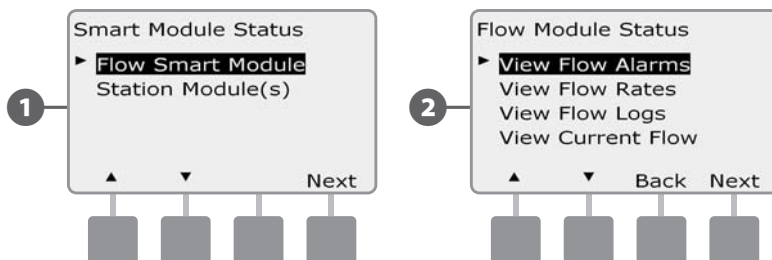 Smart Module Status
► Flow Smart Module
Station Module(s)
1
▲ ▼ Next
Flow Module Status
► View Flow Alarms
View Flow Rates
View Flow Logs
View Current Flow
2
▲ ▼ Back Next